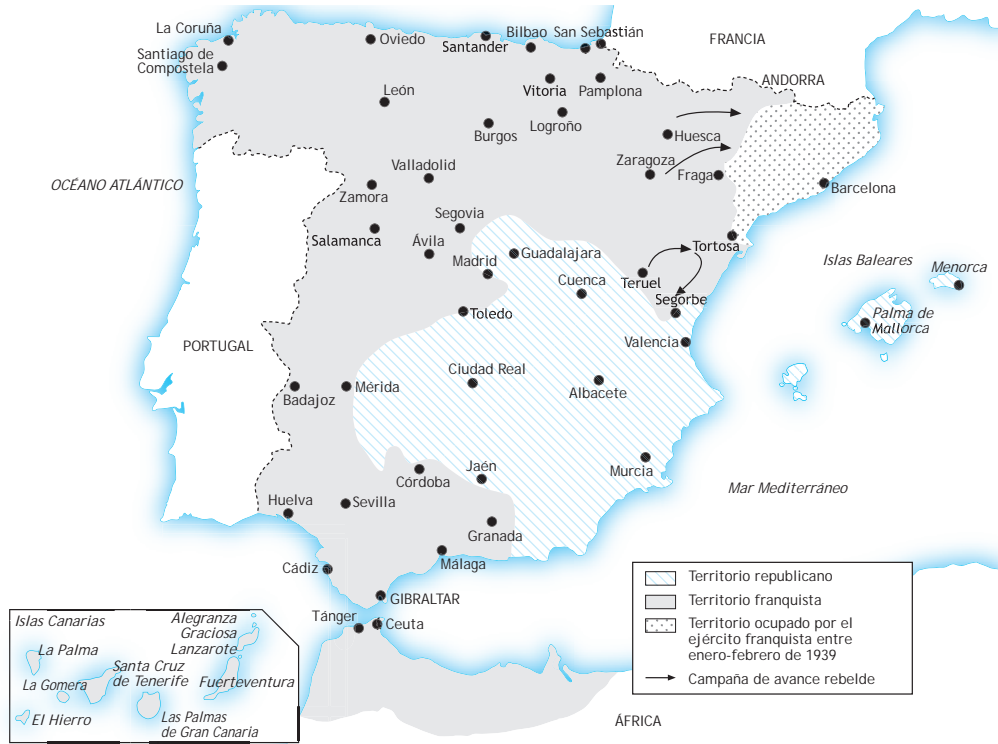 La Coruña
Santiago de
Compostela
Oviedo
Santander
Bilbao
San Sebastián
FRANCIA
ANDORRA
León
Vitoria
Pamplona
Burgos
Logroño
Huesca
Valladolid
Zaragoza
Fraga
Barcelona
OCÉANO ATLÁNTICO
Zamora
Segovia
Salamanca
Ávila
Madrid
Guadalajara
Tortosa
Cuenca
Teruel
Segorbe
Islas Baleares
Menorca
Palma de
Mallorca
Toledo
PORTUGAL
Valencia
Ciudad Real
Albacete
Badajoz
Mérida
Murcia
Mar Mediterráneo
Córdoba
Jaén
Huelva
Sevilla
Granada
Cádiz
Málaga
GIBRALTAR
Tánger
Ceuta
ÁFRICA
Islas Canarias
Alegranza
Graciosa
Lanzarote
La Palma
Santa Cruz
de Tenerife
La Gomera
Fuerteventura
El Hierro
Las Palmas
de Gran Canaria
Territorio republicano
Territorio franquista
Territorio ocupado por el
ejército franquista entre
enero-febrero de 1939
Campaña de avance rebelde